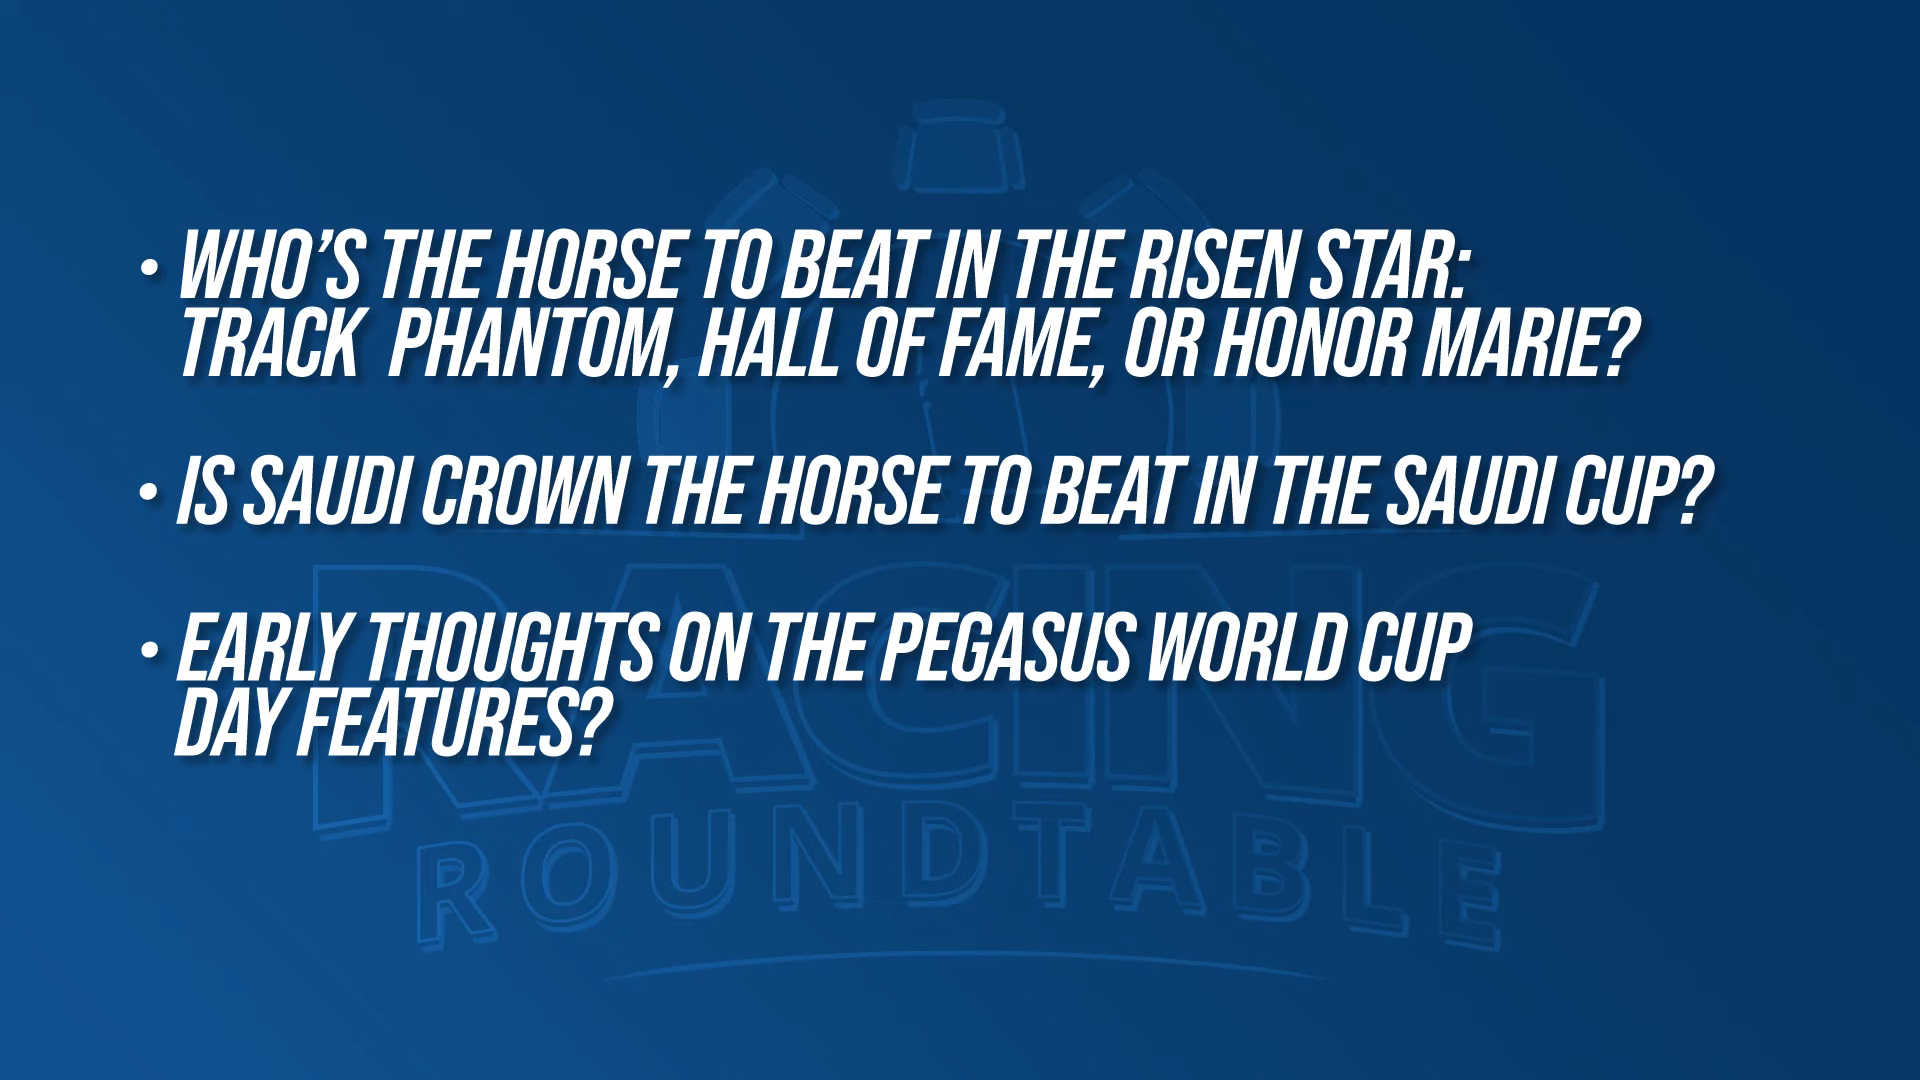 • WHO’S THE HORSE TO BEAT IN THE RISEN STAR:
TRACK  PHANTOM, HALL OF FAME, OR HONOR MARIE?
• IS SAUDI CROWN THE HORSE TO BEAT IN THE SAUDI CUP?
• EARLY THOUGHTS ON THE PEGASUS WORLD CUP
DAY FEATURES?
RACING
ROUNDTABLE